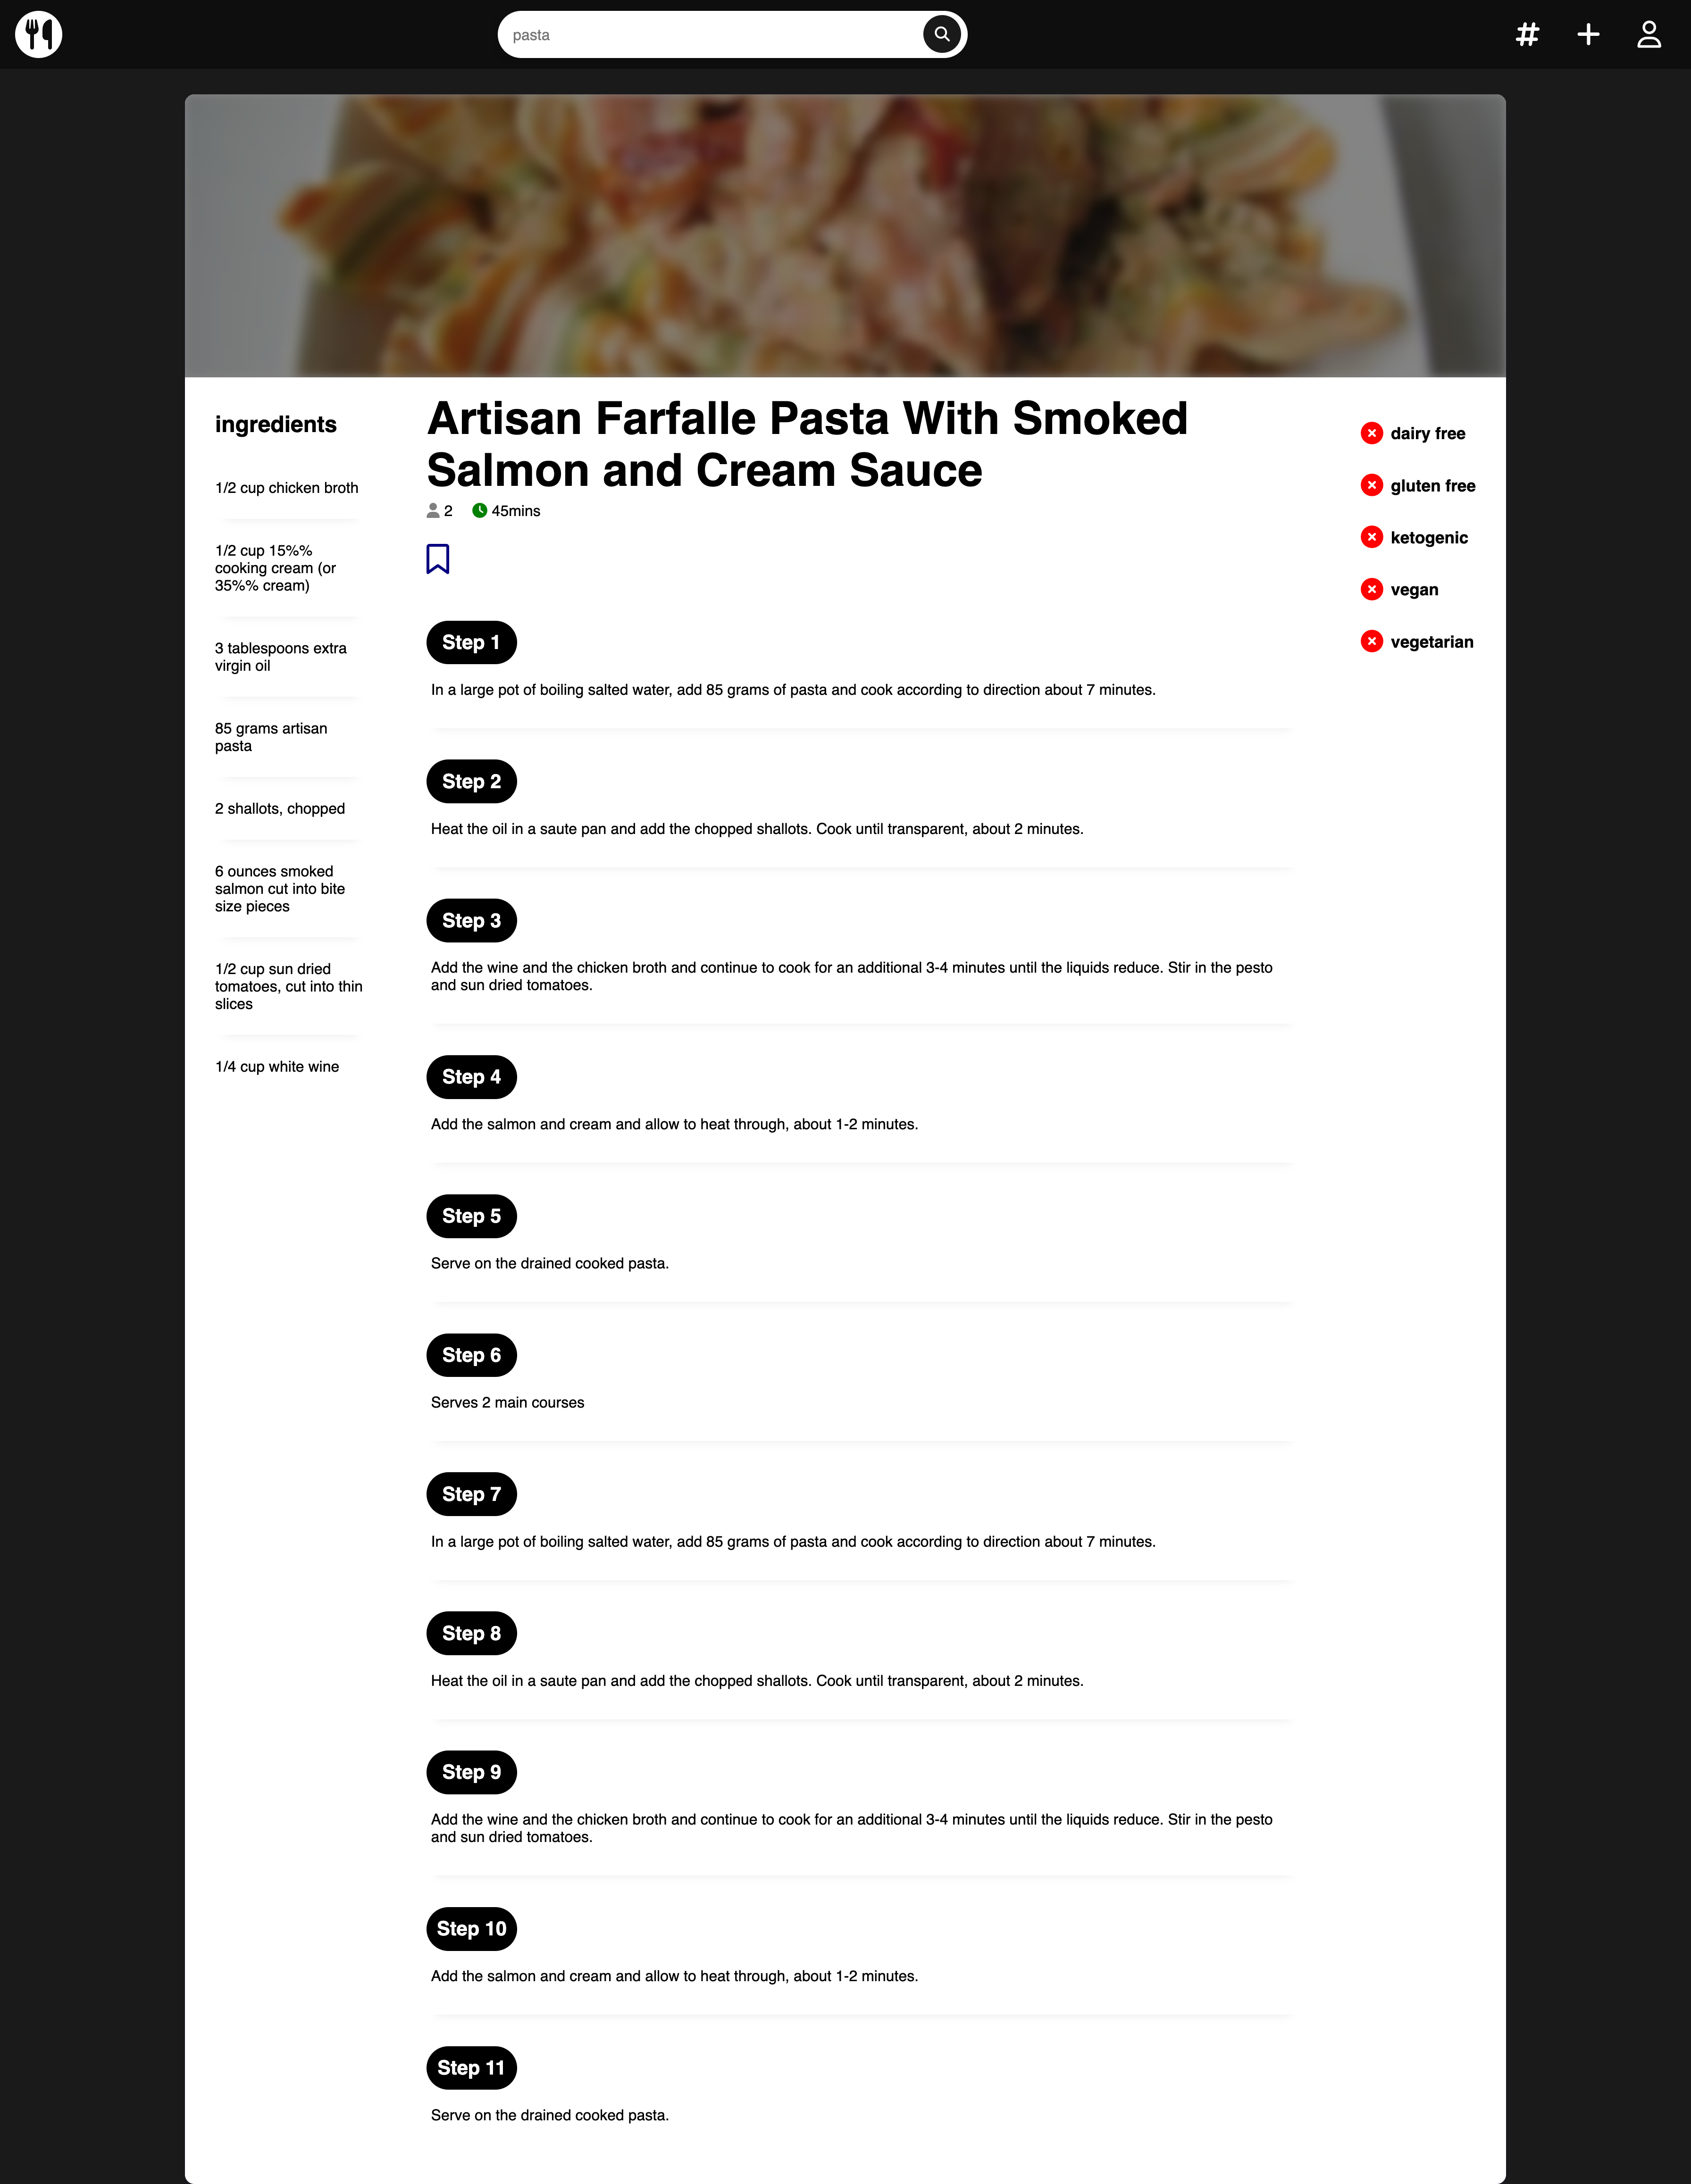 pasta
ingredients
1/2 cup chicken broth
1/2 cup 15%%
cooking cream (or
35%% cream)
3 tablespoons extra
virgin oil
85 grams artisan
pasta
2 shallots, chopped
6 ounces smoked
salmon cut into bite
size pieces
1/2 cup sun dried
tomatoes, cut into thin
slices
1/4 cup white wine
Artisan Farfalle Pasta With Smoked
Salmon and Cream Sauce
2 45mins
Step 1
In a large pot of boiling salted water, add 85 grams of pasta and cook according to direction about 7 minutes.
Step 2
Heat the oil in a saute pan and add the chopped shallots. Cook until transparent, about 2 minutes.
Step 3
Add the wine and the chicken broth and continue to cook for an additional 3-4 minutes until the liquids reduce. Stir in the pesto
and sun dried tomatoes.
Step 4
Add the salmon and cream and allow to heat through, about 1-2 minutes.
Step 5
Serve on the drained cooked pasta.
Step 6
Serves 2 main courses
Step 7
In a large pot of boiling salted water, add 85 grams of pasta and cook according to direction about 7 minutes.
Step 8
Heat the oil in a saute pan and add the chopped shallots. Cook until transparent, about 2 minutes.
Step 9
Add the wine and the chicken broth and continue to cook for an additional 3-4 minutes until the liquids reduce. Stir in the pesto
and sun dried tomatoes.
Step 10
Add the salmon and cream and allow to heat through, about 1-2 minutes.
Step 11
Serve on the drained cooked pasta.
dairy free
gluten free
ketogenic
vegan
vegetarian